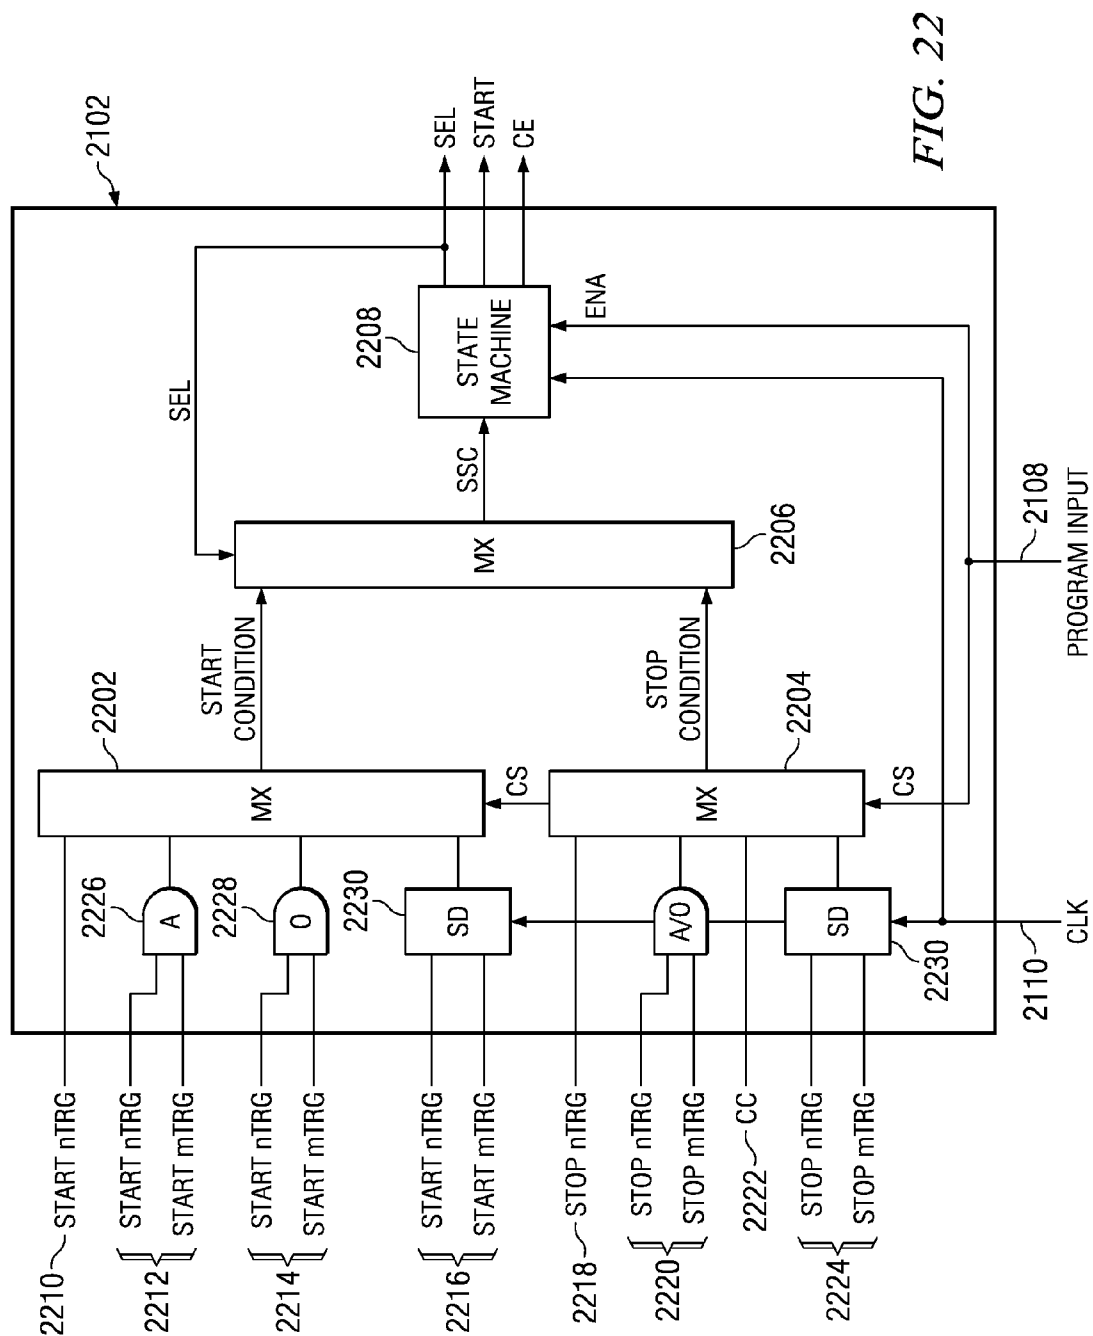 2102
SEL
START
CE
SEL
2208
STATE
MACHINE
ENA
SSC
MX
2206
START
CONDITION
STOP
CONDITION
2202
MX
CS
2204
MX
CS
2226
A
2228
O
2230
SD
A/O
SD
2230
2210 START nTRG
2212
START nTRG
START mTRG
2214
START nTRG
START mTRG
2216
START nTRG
START mTRG
2218 STOP nTRG
2220
STOP nTRG
STOP mTRG
2222 CC
2224
STOP nTRG
STOP mTRG
2110
CLK
2108
PROGRAM INPUT
FIG. 22